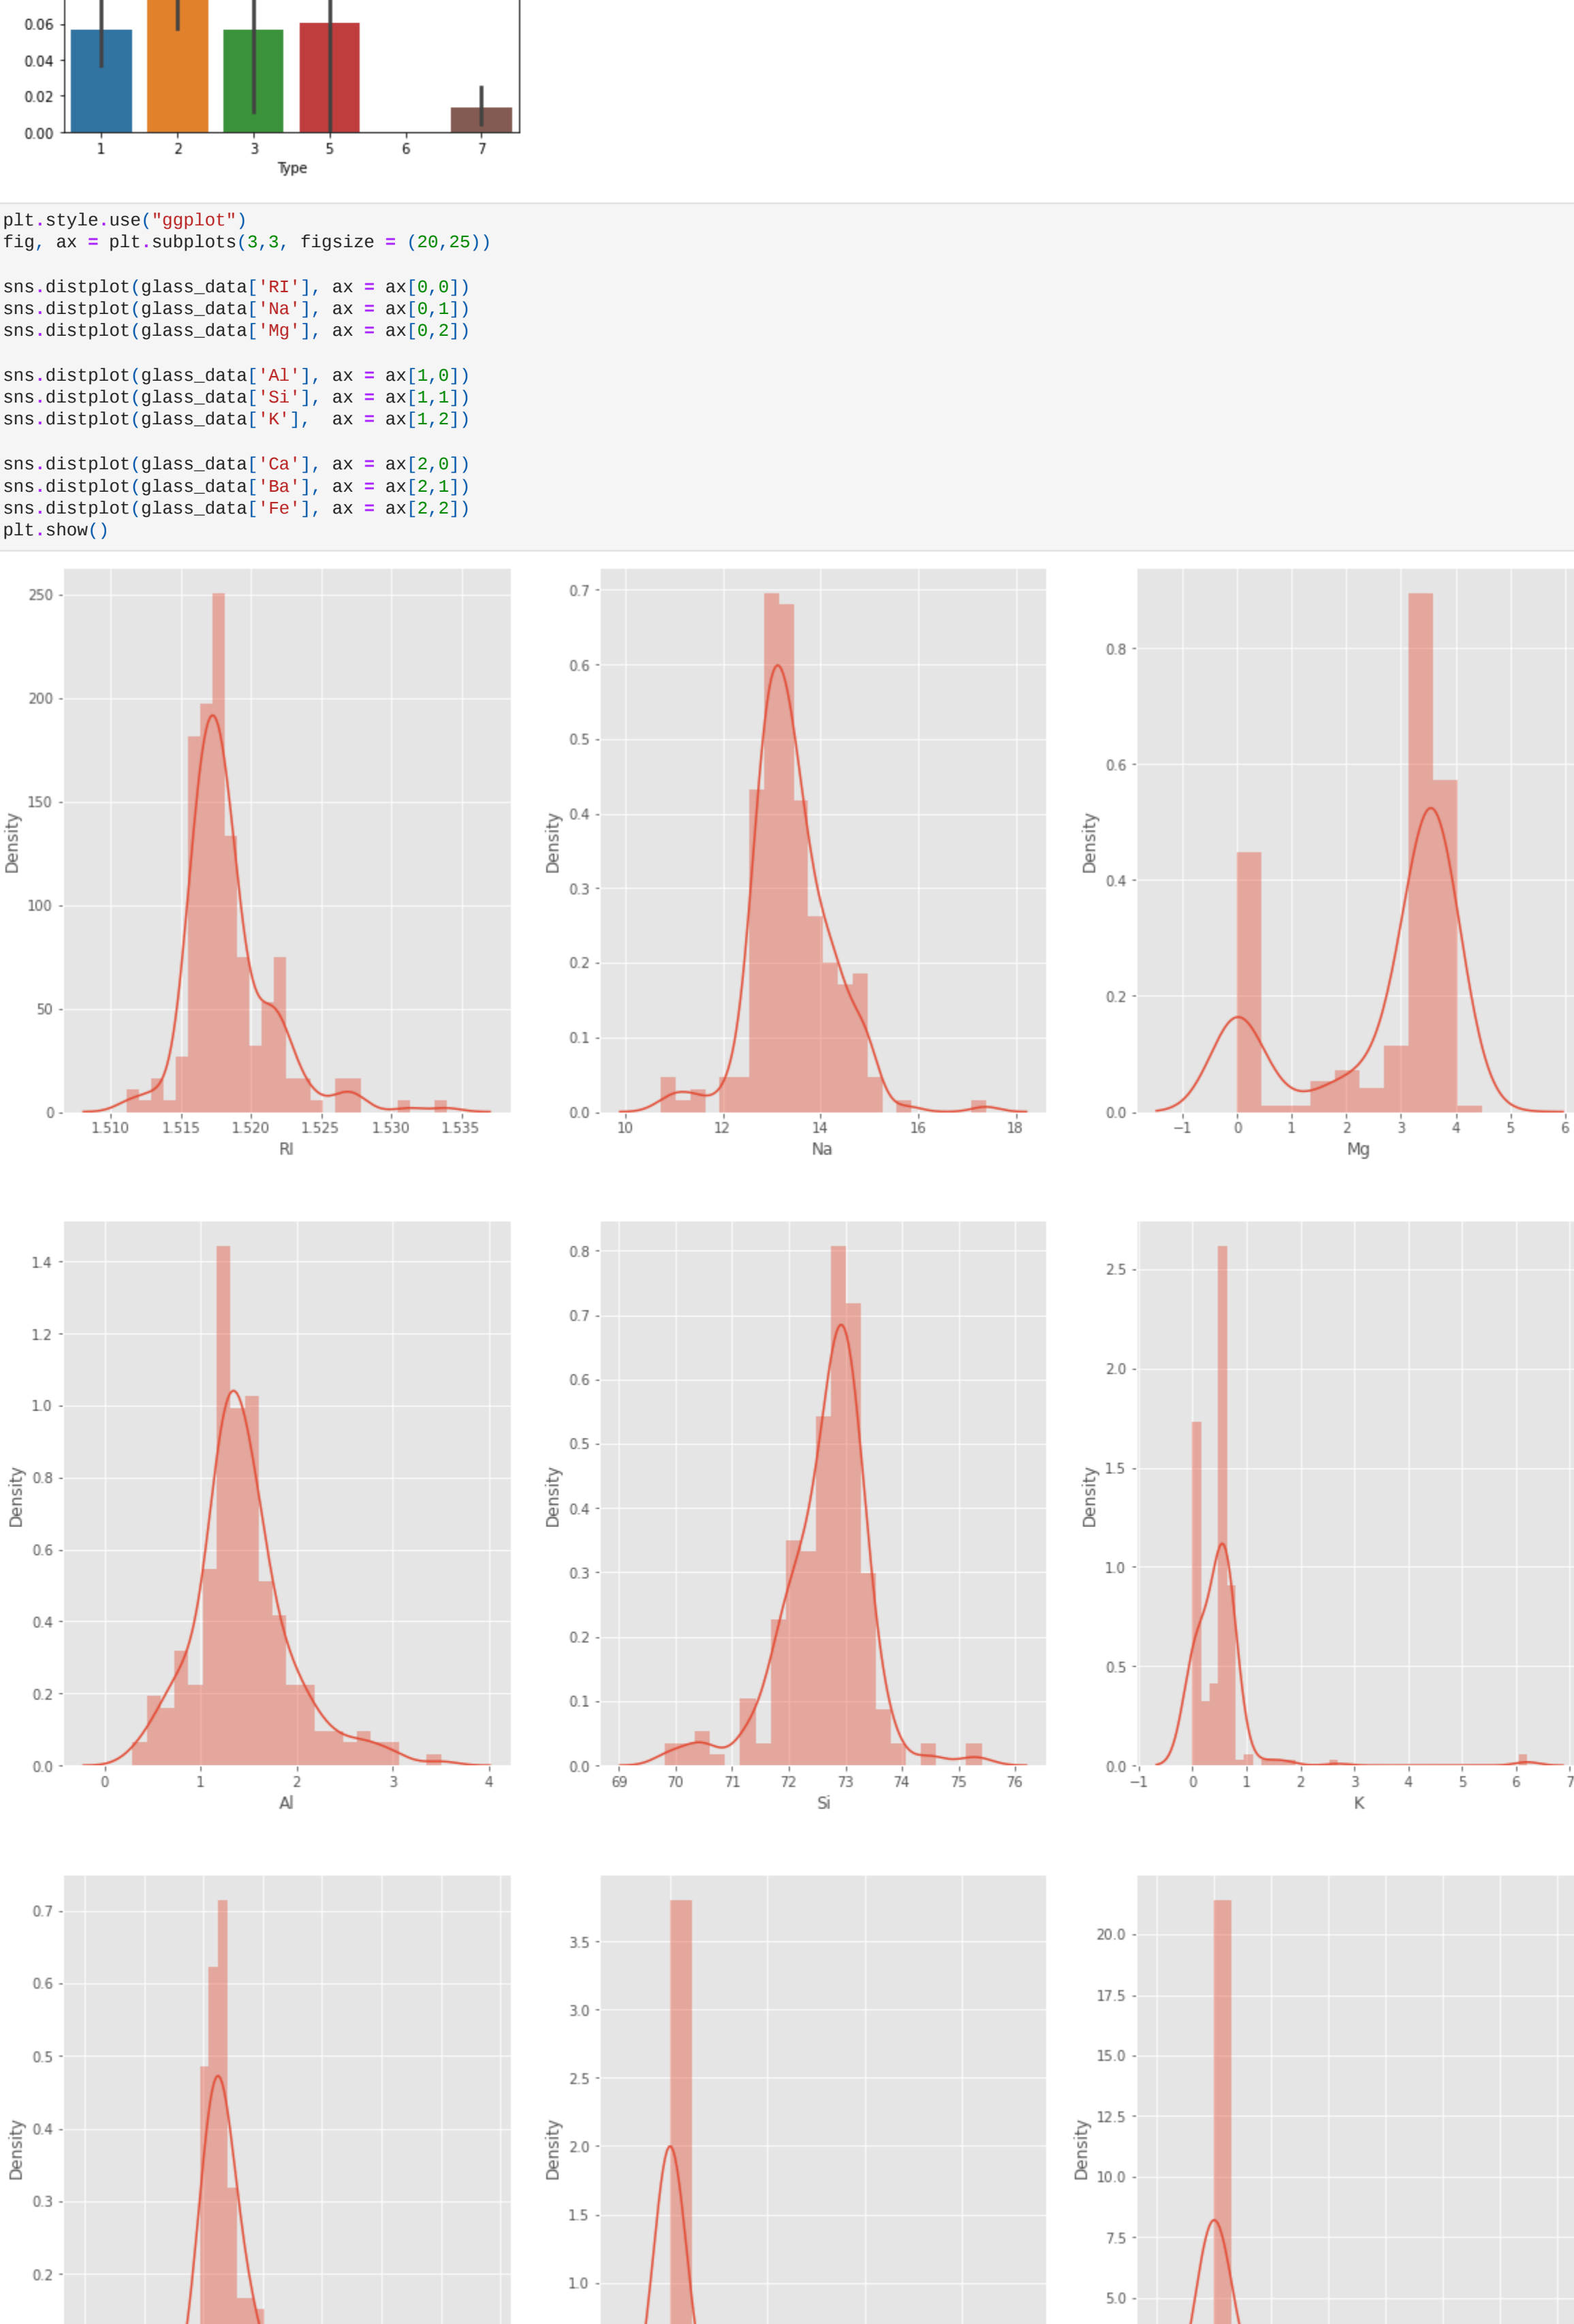 0.06
0.04
0.02
0.00
1 2 3 5 6 7
Type
plt.style.use("ggplot")
fig, ax = plt.subplots(3,3, figsize = (20,25))
sns.distplot(glass_data['RI'], ax = ax[0,0])
sns.distplot(glass_data['Na'], ax = ax[0,1])
sns.distplot(glass_data['Mg'], ax = ax[0,2])
sns.distplot(glass_data['Al'], ax = ax[1,0])
sns.distplot(glass_data['Si'], ax = ax[1,1])
sns.distplot(glass_data['K'],  ax = ax[1,2])
sns.distplot(glass_data['Ca'], ax = ax[2,0])
sns.distplot(glass_data['Ba'], ax = ax[2,1])
sns.distplot(glass_data['Fe'], ax = ax[2,2])
plt.show()
250
200
150
100
50
0
Density
1.510 1.515 1.520 1.525 1.530 1.535
RI
0.7
0.6
0.5
0.4
0.3
0.2
0.1
0.0
Density
10 12 14 16 18
Na
0.8
0.6
0.4
0.2
0.0
Density
−1 0 1 2 3 4 5 6
Mg
1.4
1.2
1.0
0.8
0.6
0.4
0.2
0.0
Density
0 1 2 3 4
Al
0.8
0.7
0.6
0.5
0.4
0.3
0.2
0.1
0.0
Density
69 70 71 72 73 74 75 76
Si
2.5
2.0
1.5
1.0
0.5
0.0
Density
−1 0 1 2 3 4 5 6 7
K
0.7
0.6
0.5
0.4
0.3
0.2
Density
3.5
3.0
2.5
2.0
1.5
1.0
Density
20.0
17.5
15.0
12.5
10.0
7.5
5.0
Density